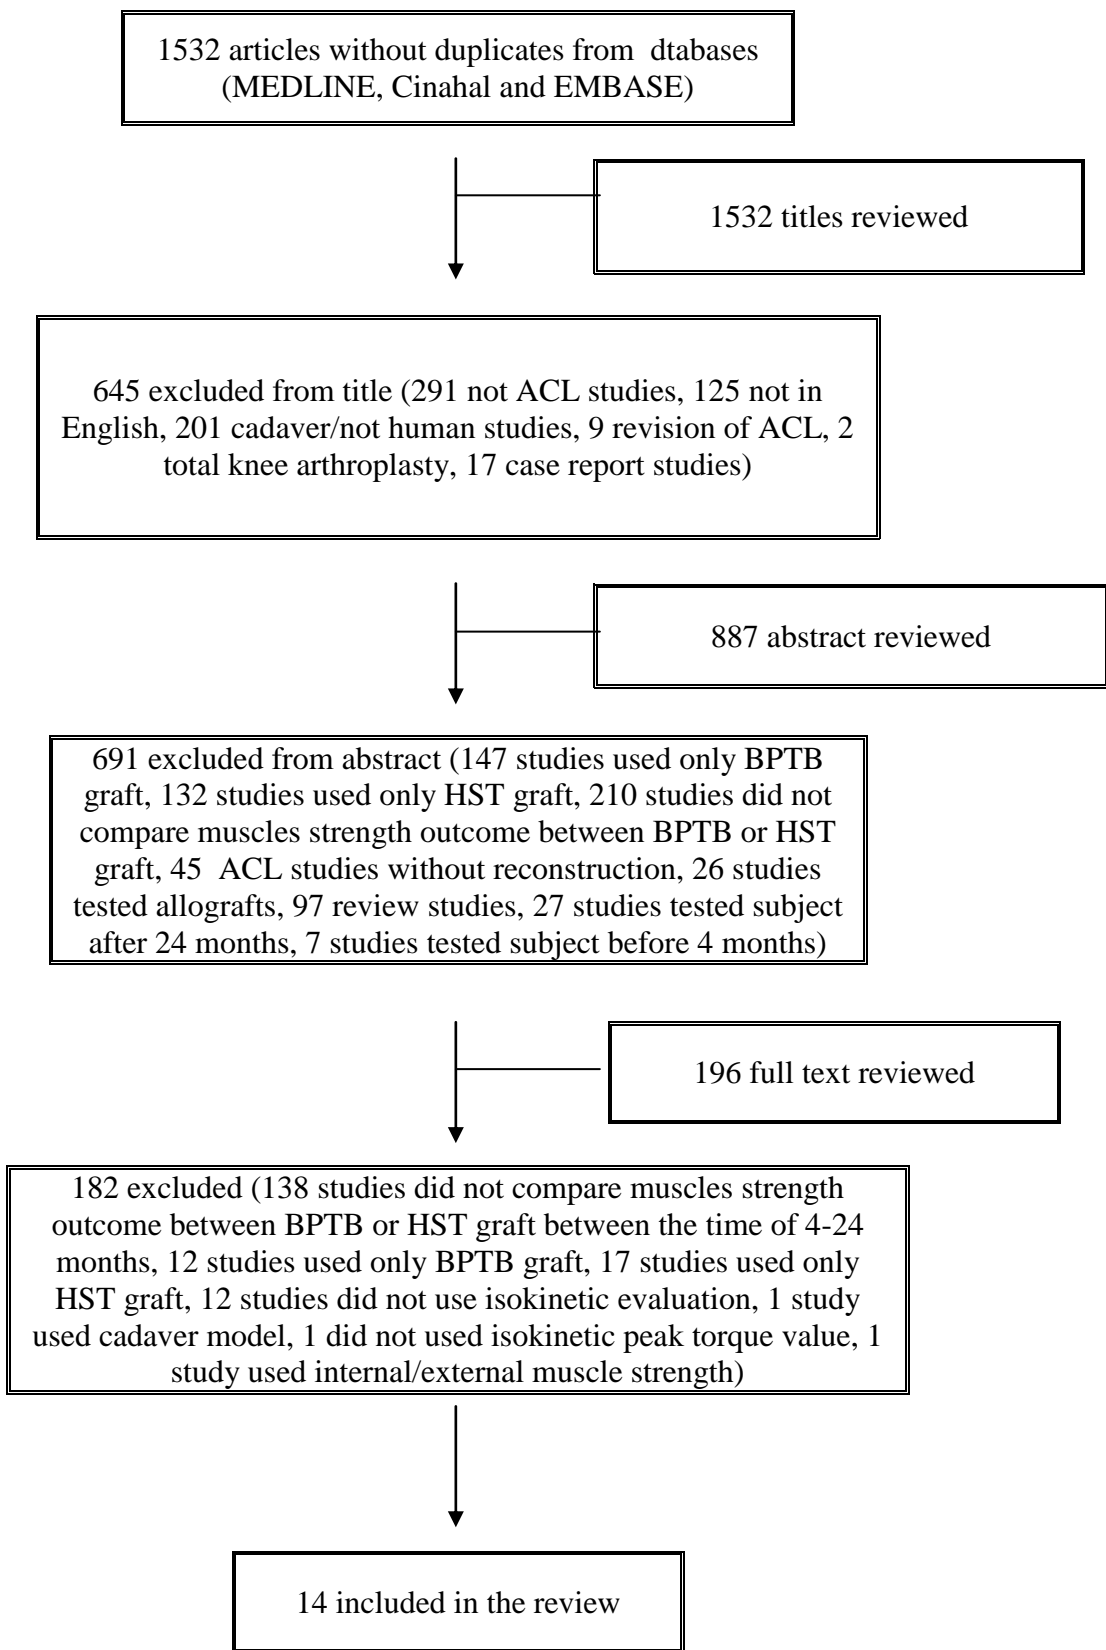 1532 articles without duplicates from dtabases
(MEDLINE, Cinahal and EMBASE)
1532 titles reviewed
645 excluded from title (291 not ACL studies, 125 not in
English, 201 cadaver/not human studies, 9 revision of ACL, 2
total knee arthroplasty, 17 case report studies)
887 abstract reviewed
691 excluded from abstract (147 studies used only BPTB
graft, 132 studies used only HST graft, 210 studies did not
compare muscles strength outcome between BPTB or HST
graft, 45 ACL studies without reconstruction, 26 studies
tested allografts, 97 review studies, 27 studies tested subject
after 24 months, 7 studies tested subject before 4 months)
196 full text reviewed
182 excluded (138 studies did not compare muscles strength
outcome between BPTB or HST graft between the time of 4-24
months, 12 studies used only BPTB graft, 17 studies used only
HST graft, 12 studies did not use isokinetic evaluation, 1 study
used cadaver model, 1 did not used isokinetic peak torque value, 1
study used internal/external muscle strength)
14 included in the review